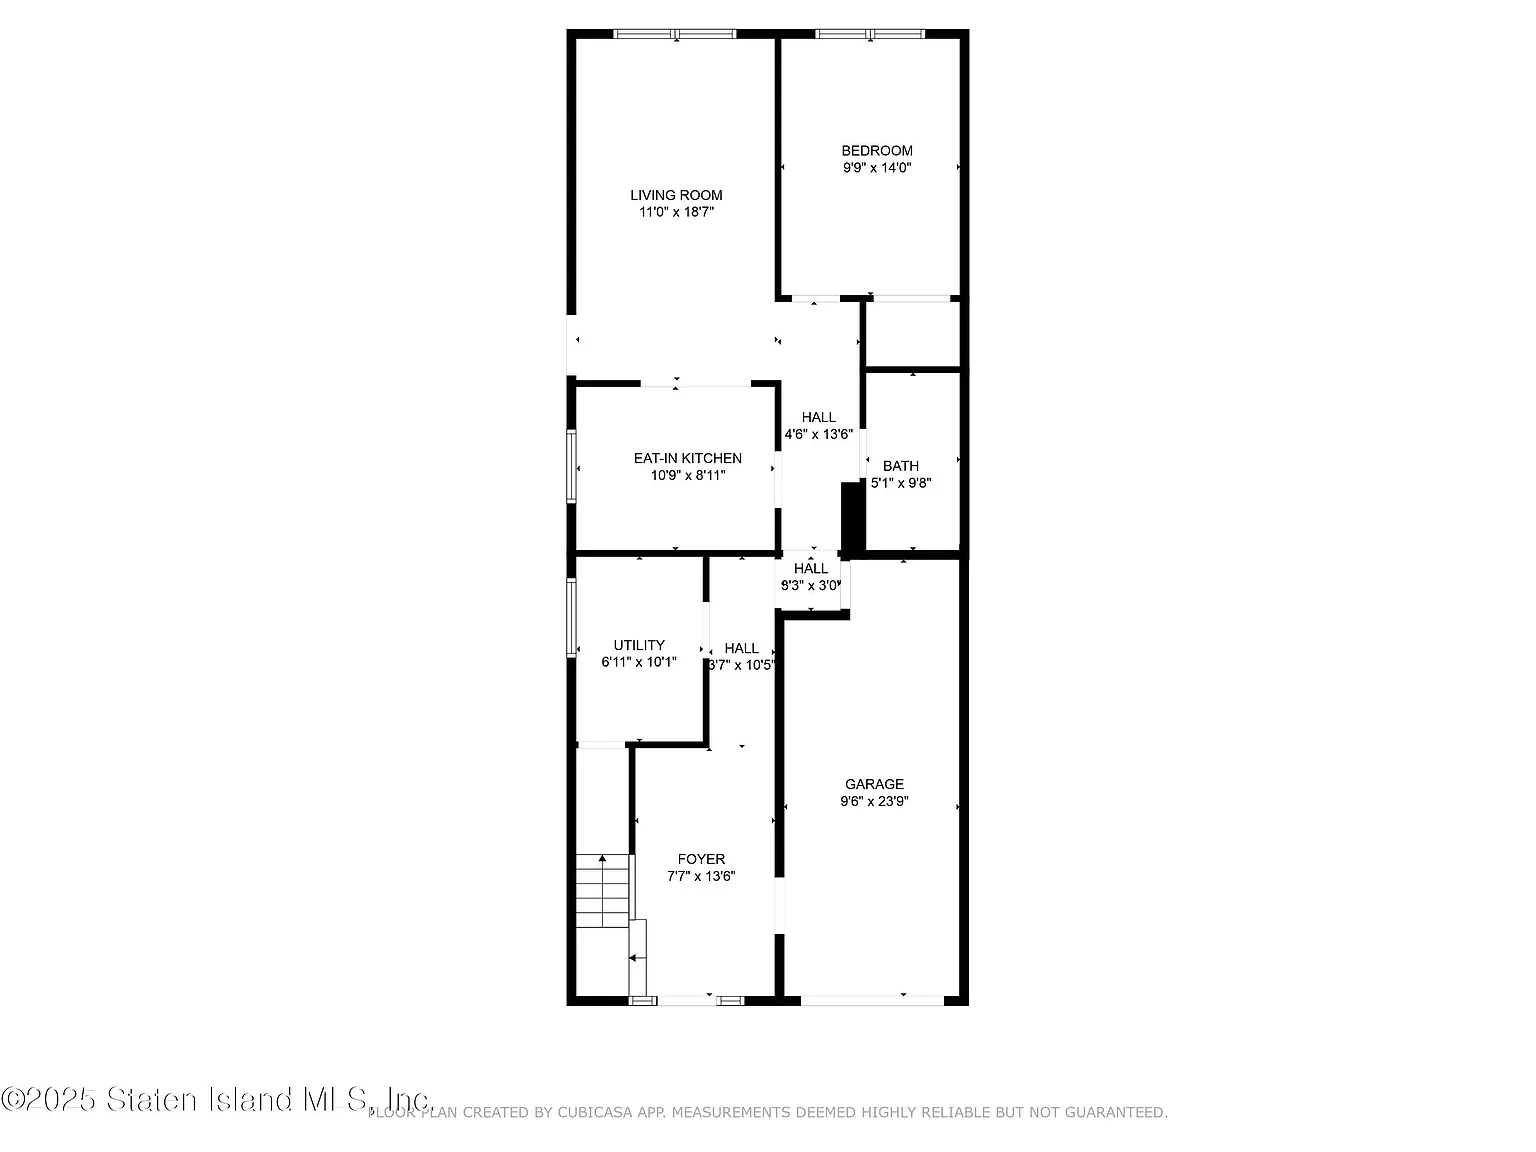 BEDROOM
9'9" x 14'0"
LIVING ROOM
11'0" x 18'7"
HALL
4'6" x 13'6"
EAT-IN KITCHEN
10'9" x 8'11"
BATH
5'1" x 9'8"
HALL
3'3" x 3'0"
UTILITY
6'11" x 10'1"
HALL
3'7" x 10'5"
GARAGE
9'6" x 23'9"
FOYER
7'7" x 13'6"
©2025 Staten Island MLS, Inc.
FLOOR PLAN CREATED BY CUBICASA APP. MEASUREMENTS DEEMED HIGHLY RELIABLE BUT NOT GUARANTEED.